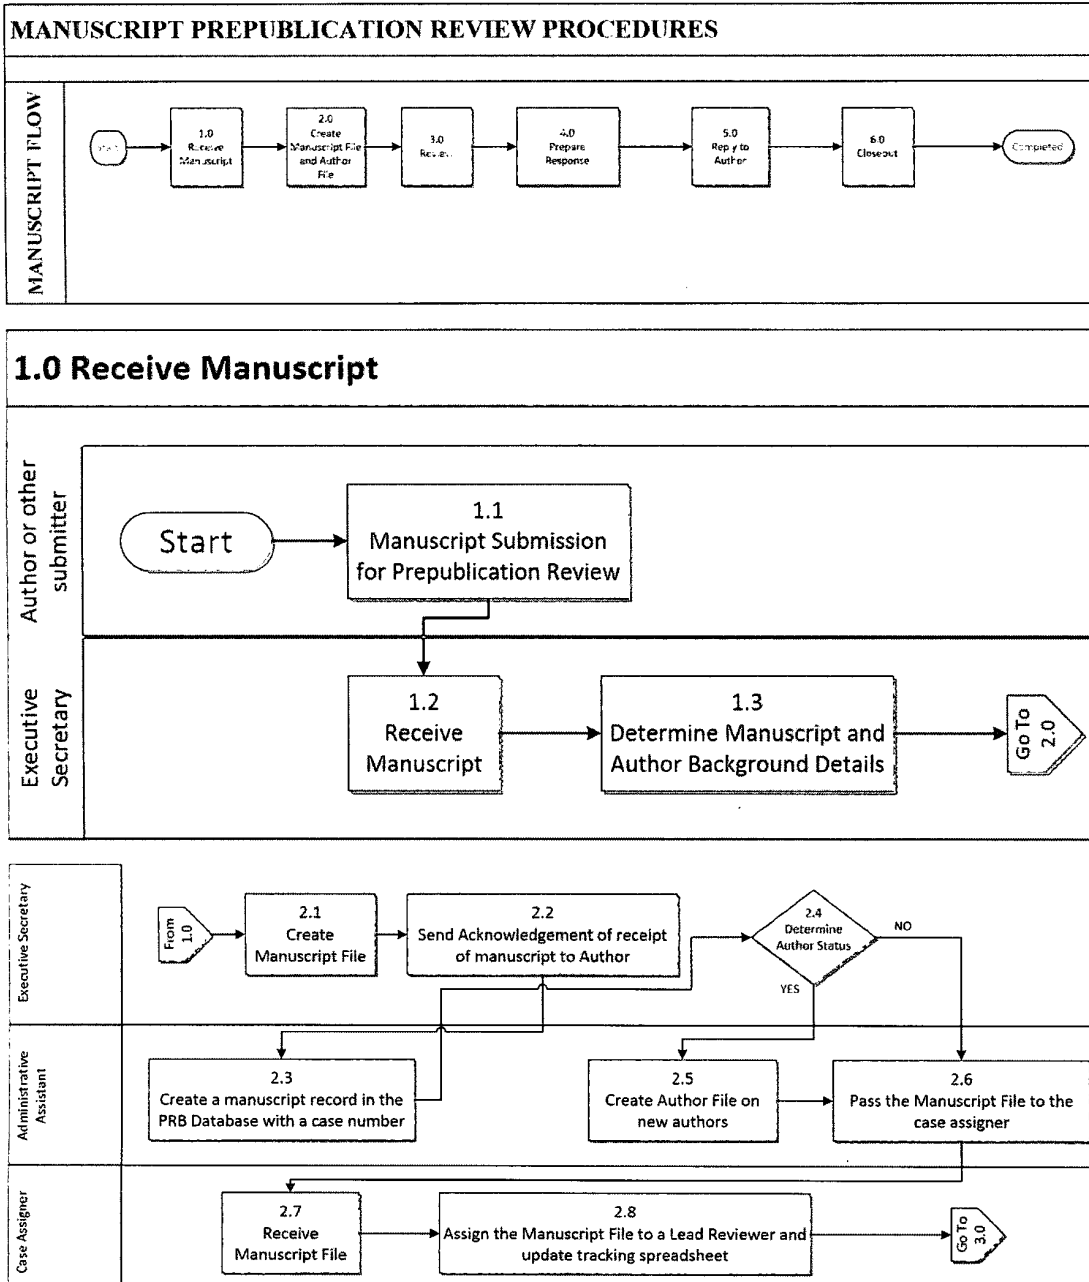 MANUSCRIPT PREPUBLICATION REVIEW PROCEDURES
MANUSCRIPT FLOW
Start
1.0
Receive
Manuscript
2.0
Create
Manuscript File
and Author
File
3.0
Review
4.0
Prepare
Response
5.0
Reply to
Author
6.0
Closeout
Completed
1.0 Receive Manuscript
Author or other
submitter
Start
1.1
Manuscript Submission
for Prepublication Review
Executive
Secretary
1.2
Receive
Manuscript
1.3
Determine Manuscript and
Author Background Details
Go To
2.0
Executive Secretary
From
1.0
2.1
Create
Manuscript File
2.2
Send Acknowledgement of receipt
of manuscript to Author
2.4
Determine
Author Status
NO
YES
Administrative
Assistant
2.3
Create a manuscript record in the
PRB Database with a case number
2.5
Create Author File on
new authors
2.6
Pass the Manuscript File to the
case assigner
Case Assigner
2.7
Receive
Manuscript File
2.8
Assign the Manuscript File to a Lead Reviewer and
update tracking spreadsheet
Go To
3.0